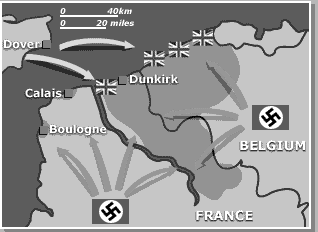 0 40km
0 20 miles
Dover
Dunkirk
Calais
Boulogne
BELGIUM
FRANCE